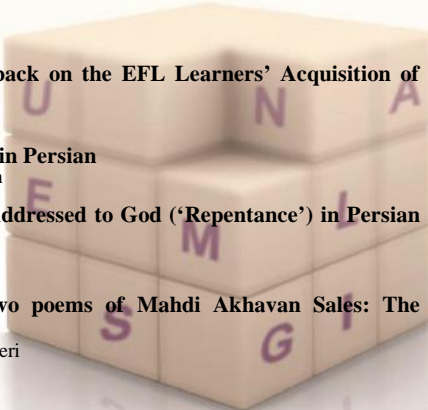 back on the EFL Learners' Acquisition of
U N A
in Persian
E L
addressed to God ('Repentance') in Persian
M
wo poems of Mahdi Akhavan Sales: The
S I
G
eri